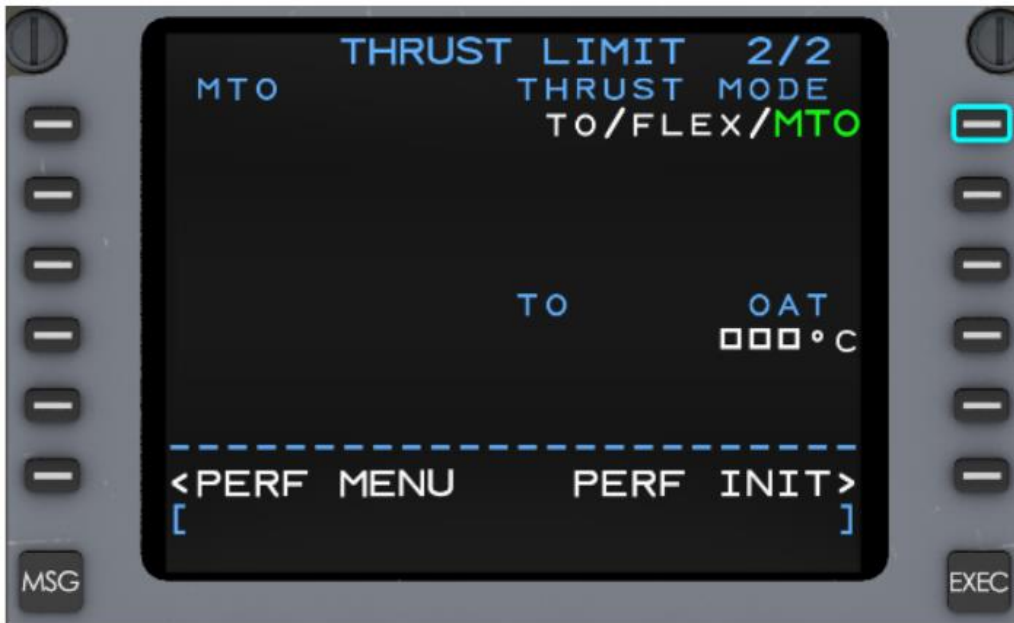 THRUST LIMIT 2/2
MTO THRUST MODE
TO/FLEX/MTO
TO OAT
□□□°C
<PERF MENU PERF INIT>
[ ]
MSG EXEC